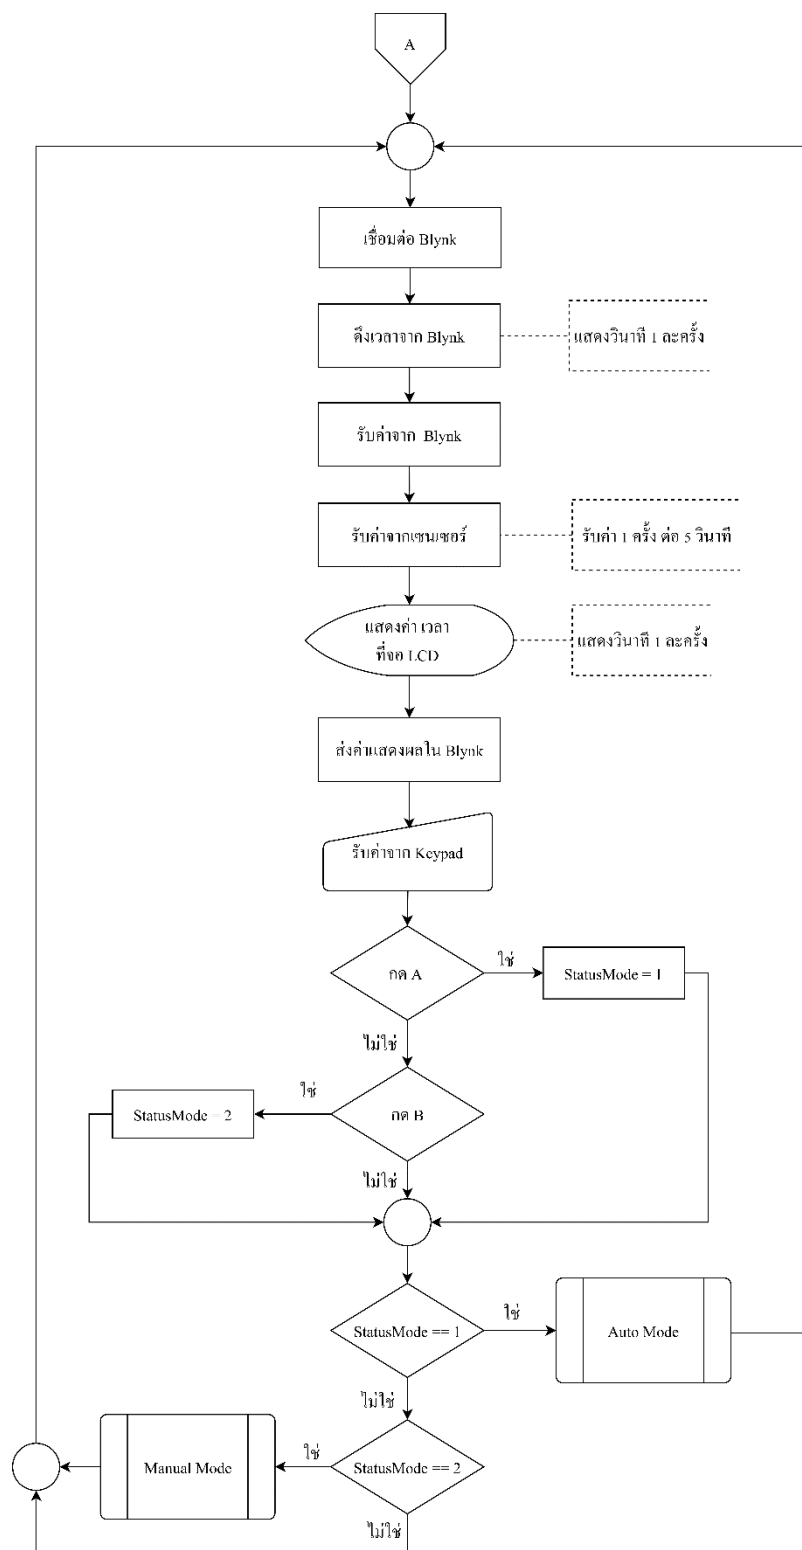 A
เชื่อมต่อ Blynk
ดึงเวลาจาก Blynk
แสดงวินาที 1 ละครั้ง
รับค่าจาก Blynk
รับค่าจากเซนเซอร์
รับค่า 1 ครั้ง ต่อ 5 วินาที
แสดงค่า เวลา
ที่จอ LCD
แสดงวินาที 1 ละครั้ง
ส่งค่าแสดงผลใน Blynk
รับค่าจาก Keypad
กด A
ใช่
StatusMode = 1
ไม่ใช่
StatusMode = 2
ใช่
กด B
ไม่ใช่
StatusMode == 1
ใช่
Auto Mode
ไม่ใช่
Manual Mode
ใช่
StatusMode == 2
ไม่ใช่